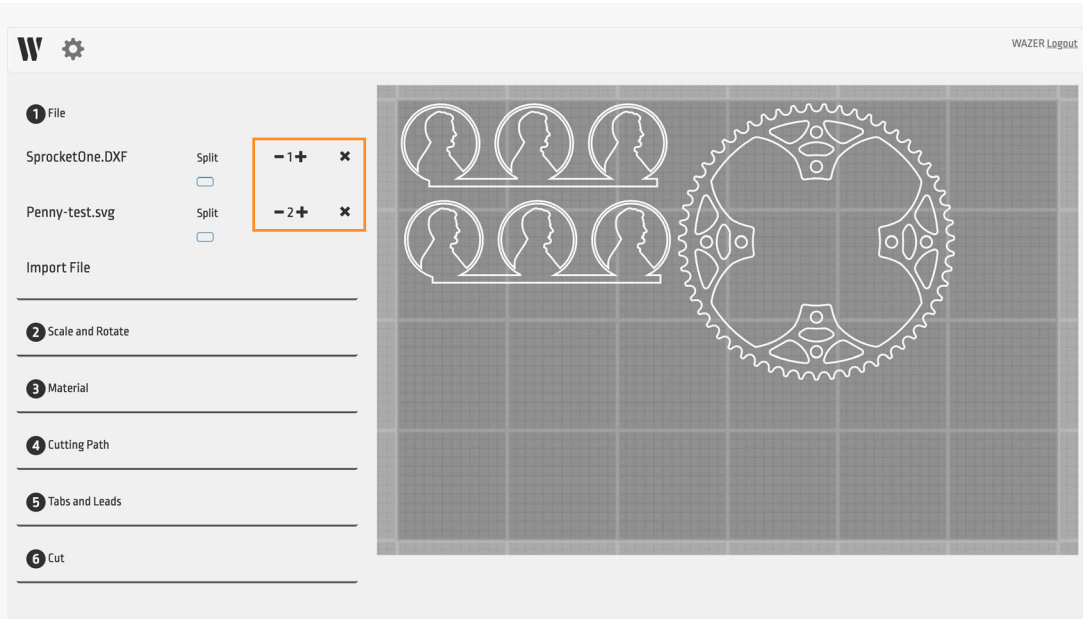 W
WAZER Logout
1 File
SprocketOne.DXF Split - 1 + ✖
Penny-test.svg Split - 2 + ✖
Import File
2 Scale and Rotate
3 Material
4 Cutting Path
5 Tabs and Leads
6 Cut